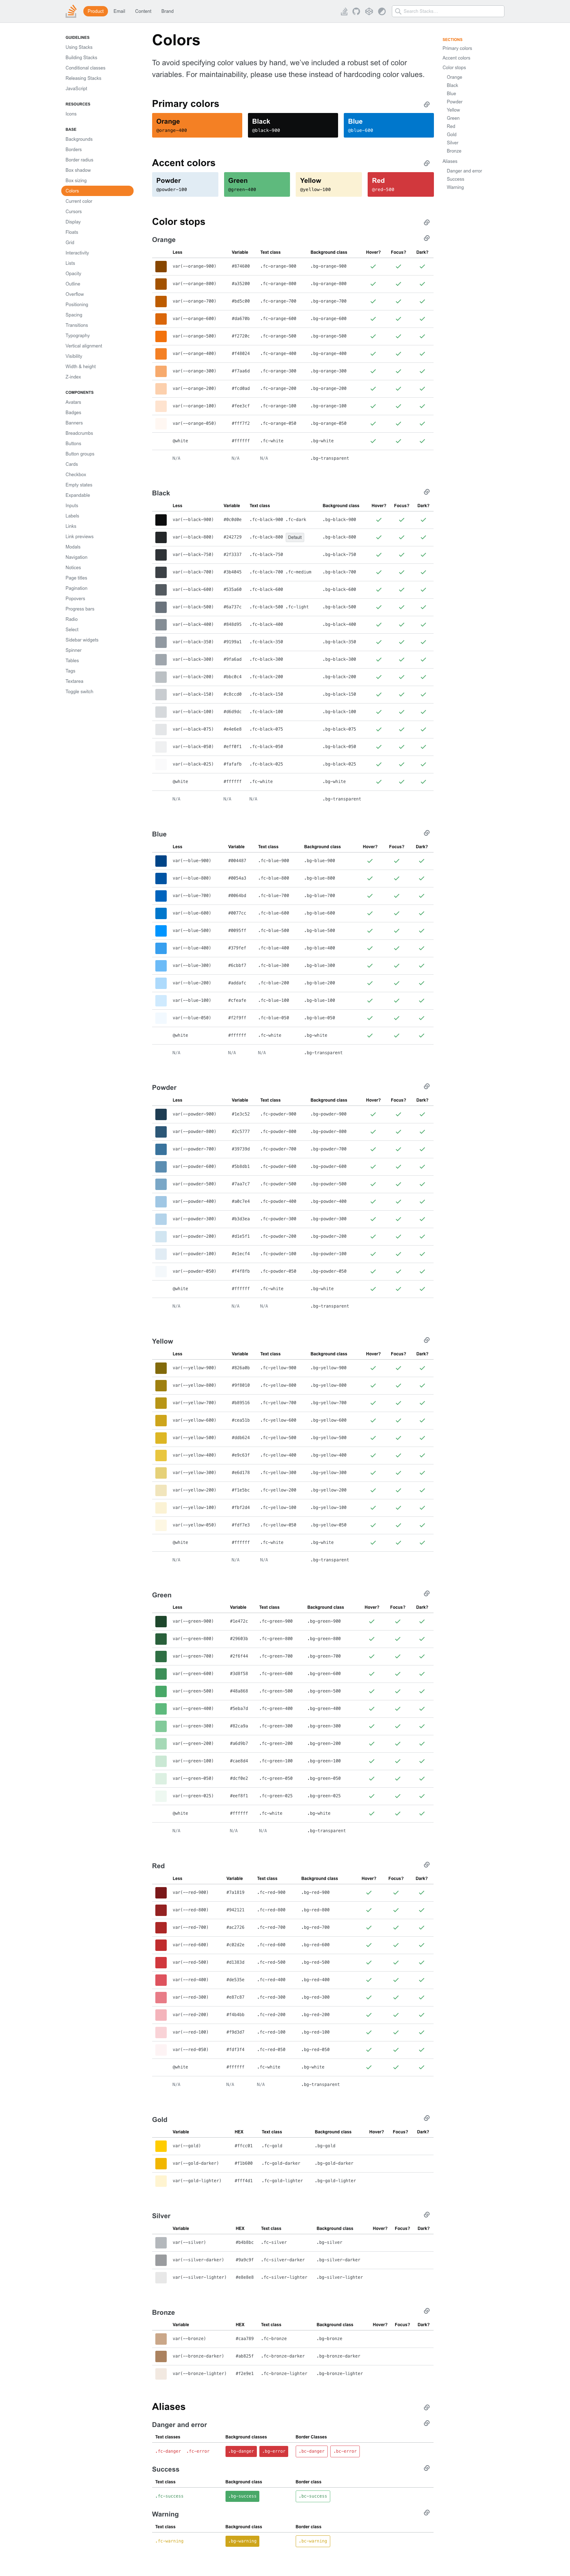 Product Email Content Brand
Search Stacks…
GUIDELINES
Using Stacks
Building Stacks
Conditional classes
Releasing Stacks
JavaScript
RESOURCES
Icons
BASE
Backgrounds
Borders
Border radius
Box shadow
Box sizing
Colors
Current color
Cursors
Display
Floats
Grid
Interactivity
Lists
Opacity
Outline
Overflow
Positioning
Spacing
Transitions
Typography
Vertical alignment
Visibility
Width & height
Z-index
COMPONENTS
Avatars
Badges
Banners
Breadcrumbs
Buttons
Button groups
Cards
Checkbox
Empty states
Expandable
Inputs
Labels
Links
Link previews
Modals
Navigation
Notices
Page titles
Pagination
Popovers
Progress bars
Radio
Select
Sidebar widgets
Spinner
Tables
Tags
Textarea
Toggle switch
Colors
To avoid specifying color values by hand, we've included a robust set of color
variables. For maintainability, please use these instead of hardcoding color values.
Primary colors
Orange
@orange-400
Black
@black-900
Blue
@blue-600
Accent colors
Powder
@powder-100
Green
@green-400
Yellow
@yellow-100
Red
@red-500
Color stops
Orange
Less Variable Text class Background class Hover? Focus? Dark?
var(--orange-900) .fc-orange-900 .bg-orange-900
var(--orange-800) .fc-orange-800 .bg-orange-800
var(--orange-700) .fc-orange-700 .bg-orange-700
var(--orange-600) .fc-orange-600 .bg-orange-600
var(--orange-500) .fc-orange-500 .bg-orange-500
var(--orange-400) #f48024 .fc-orange-400 .bg-orange-400
var(--orange-300) .fc-orange-300 .bg-orange-300
var(--orange-200) .fc-orange-200 .bg-orange-200
var(--orange-100) .fc-orange-100 .bg-orange-100
var(--orange-050) #fff7f2 .fc-orange-050 .bg-orange-050
@white #ffffff .fc-white .bg-white
N/A N/A N/A .bg-transparent
Black
Less Variable Text class Background class Hover? Focus? Dark?
var(--black-900) #0c0d0e .fc-black-900 .fc-dark .bg-black-900
var(--black-800) #242729 .fc-black-800 Default .bg-black-800
var(--black-750) #2f3337 .fc-black-750 .bg-black-750
var(--black-700) #3b4045 .fc-black-700 .fc-medium .bg-black-700
var(--black-600) #535a60 .fc-black-600 .bg-black-600
var(--black-500) #6a737c .fc-black-500 .fc-light .bg-black-500
var(--black-400) #848d95 .fc-black-400 .bg-black-400
var(--black-350) #9199a1 .fc-black-350 .bg-black-350
var(--black-300) #9fa6ad .fc-black-300 .bg-black-300
var(--black-200) #bbc0c4 .fc-black-200 .bg-black-200
var(--black-150) #c8ccd0 .fc-black-150 .bg-black-150
var(--black-100) #d6d9dc .fc-black-100 .bg-black-100
var(--black-075) #e4e6e8 .fc-black-075 .bg-black-075
var(--black-050) #eff0f1 .fc-black-050 .bg-black-050
var(--black-025) #fafafb .fc-black-025 .bg-black-025
@white #ffffff .fc-white .bg-white
N/A N/A N/A .bg-transparent
Blue
Less Variable Text class Background class Hover? Focus? Dark?
var(--blue-900) .fc-blue-900 .bg-blue-900
var(--blue-800) #0054a3 .fc-blue-800 .bg-blue-800
var(--blue-700) #0064bd .fc-blue-700 .bg-blue-700
var(--blue-600) #0077cc .fc-blue-600 .bg-blue-600
var(--blue-500) #0095ff .fc-blue-500 .bg-blue-500
var(--blue-400) #379fef .fc-blue-400 .bg-blue-400
var(--blue-300) #6cbbf7 .fc-blue-300 .bg-blue-300
var(--blue-200) #addafc .fc-blue-200 .bg-blue-200
var(--blue-100) #cfeafe .fc-blue-100 .bg-blue-100
var(--blue-050) #f2f9ff .fc-blue-050 .bg-blue-050
@white #ffffff .fc-white .bg-white
N/A N/A N/A .bg-transparent
Powder
Less Variable Text class Background class Hover? Focus? Dark?
var(--powder-900) #1e3c52 .fc-powder-900 .bg-powder-900
var(--powder-800) #2c5777 .fc-powder-800 .bg-powder-800
var(--powder-700) #39739d .fc-powder-700 .bg-powder-700
var(--powder-600) #5b8db1 .fc-powder-600 .bg-powder-600
var(--powder-500) #7aa7c7 .fc-powder-500 .bg-powder-500
var(--powder-400) #a0c7e4 .fc-powder-400 .bg-powder-400
var(--powder-300) #b3d3ea .fc-powder-300 .bg-powder-300
var(--powder-200) #d1e5f1 .fc-powder-200 .bg-powder-200
var(--powder-100) #e1ecf4 .fc-powder-100 .bg-powder-100
var(--powder-050) #f4f8fb .fc-powder-050 .bg-powder-050
@white #ffffff .fc-white .bg-white
N/A N/A N/A .bg-transparent
Yellow
Less Variable Text class Background class Hover? Focus? Dark?
var(--yellow-900) .fc-yellow-900 .bg-yellow-900
var(--yellow-800) .fc-yellow-800 .bg-yellow-800
var(--yellow-700) #b89516 .fc-yellow-700 .bg-yellow-700
var(--yellow-600) #cea51b .fc-yellow-600 .bg-yellow-600
var(--yellow-500) #ddb624 .fc-yellow-500 .bg-yellow-500
var(--yellow-400) #e9c63f .fc-yellow-400 .bg-yellow-400
var(--yellow-300) #e6d178 .fc-yellow-300 .bg-yellow-300
var(--yellow-200) #f1e5bc .fc-yellow-200 .bg-yellow-200
var(--yellow-100) #fbf2d4 .fc-yellow-100 .bg-yellow-100
var(--yellow-050) #fdf7e3 .fc-yellow-050 .bg-yellow-050
@white #ffffff .fc-white .bg-white
N/A N/A N/A .bg-transparent
Green
Less Variable Text class Background class Hover? Focus? Dark?
var(--green-900) #1e472c .fc-green-900 .bg-green-900
var(--green-800) #29603b .fc-green-800 .bg-green-800
var(--green-700) #2f6f44 .fc-green-700 .bg-green-700
var(--green-600) #3d8f58 .fc-green-600 .bg-green-600
var(--green-500) #48a868 .fc-green-500 .bg-green-500
var(--green-400) #5eba7d .fc-green-400 .bg-green-400
var(--green-300) #82ca9a .fc-green-300 .bg-green-300
var(--green-200) #a6d9b7 .fc-green-200 .bg-green-200
var(--green-100) #cae8d4 .fc-green-100 .bg-green-100
var(--green-050) #dcf0e2 .fc-green-050 .bg-green-050
var(--green-025) #eef8f1 .fc-green-025 .bg-green-025
@white #ffffff .fc-white .bg-white
N/A N/A N/A .bg-transparent
Red
Less Variable Text class Background class Hover? Focus? Dark?
var(--red-900) #7a1819 .fc-red-900 .bg-red-900
var(--red-800) #942121 .fc-red-800 .bg-red-800
var(--red-700) #ac2726 .fc-red-700 .bg-red-700
var(--red-600) #c02d2e .fc-red-600 .bg-red-600
var(--red-500) #d1383d .fc-red-500 .bg-red-500
var(--red-400) #de535e .fc-red-400 .bg-red-400
var(--red-300) #e87c87 .fc-red-300 .bg-red-300
var(--red-200) #f4b4bb .fc-red-200 .bg-red-200
var(--red-100) #f9d3d7 .fc-red-100 .bg-red-100
var(--red-050) #fdf3f4 .fc-red-050 .bg-red-050
@white #ffffff .fc-white .bg-white
N/A N/A N/A .bg-transparent
Gold
Variable HEX Text class Background class Hover? Focus? Dark?
var(--gold) #ffcc01 .fc-gold .bg-gold
var(--gold-darker) #f1b600 .fc-gold-darker .bg-gold-darker
var(--gold-lighter) #fff4d1 .fc-gold-lighter .bg-gold-lighter
Silver
Variable HEX Text class Background class Hover? Focus? Dark?
var(--silver) #b4b8bc .fc-silver .bg-silver
var(--silver-darker) #9a9c9f .fc-silver-darker .bg-silver-darker
var(--silver-lighter) #e8e8e8 .fc-silver-lighter .bg-silver-lighter
Bronze
Variable HEX Text class Background class Hover? Focus? Dark?
var(--bronze) #caa789 .fc-bronze .bg-bronze
var(--bronze-darker) #ab825f .fc-bronze-darker .bg-bronze-darker
var(--bronze-lighter) #f2e9e1 .fc-bronze-lighter .bg-bronze-lighter
Aliases
Danger and error
Text classes Background classes Border Classes
.fc-danger .fc-error .bg-danger .bg-error .bc-danger .bc-error
Success
Text class Background class Border class
.fc-success .bg-success .bc-success
Warning
Text class Background class Border class
.fc-warning .bg-warning .bc-warning
SECTIONS
Primary colors
Accent colors
Color stops
Orange
Black
Blue
Powder
Yellow
Green
Red
Gold
Silver
Bronze
Aliases
Danger and error
Success
Warning